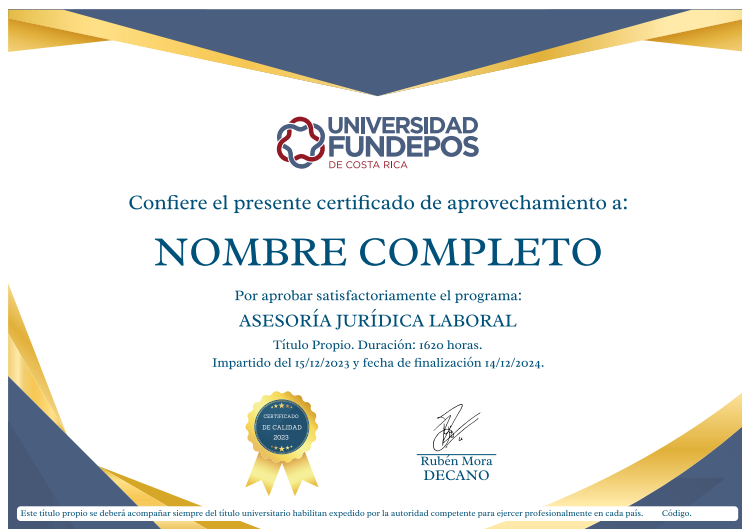 UNIVERSIDAD
FUNDEPOS
DE COSTA RICA
Confiere el presente certificado de aprovechamiento a:
NOMBRE COMPLETO
Por aprobar satisfactoriamente el programa:
ASESORÍA JURÍDICA LABORAL
Título Propio. Duración: 1620 horas.
Impartido del 15/12/2023 y fecha de finalización 14/12/2024.
CERTIFICADO
DE CALIDAD
2023
Rubén Mora
DECANO
Este título propio se deberá acompañar siempre del título universitario habilitan expedido por la autoridad competente para ejercer profesionalmente en cada país. Código.